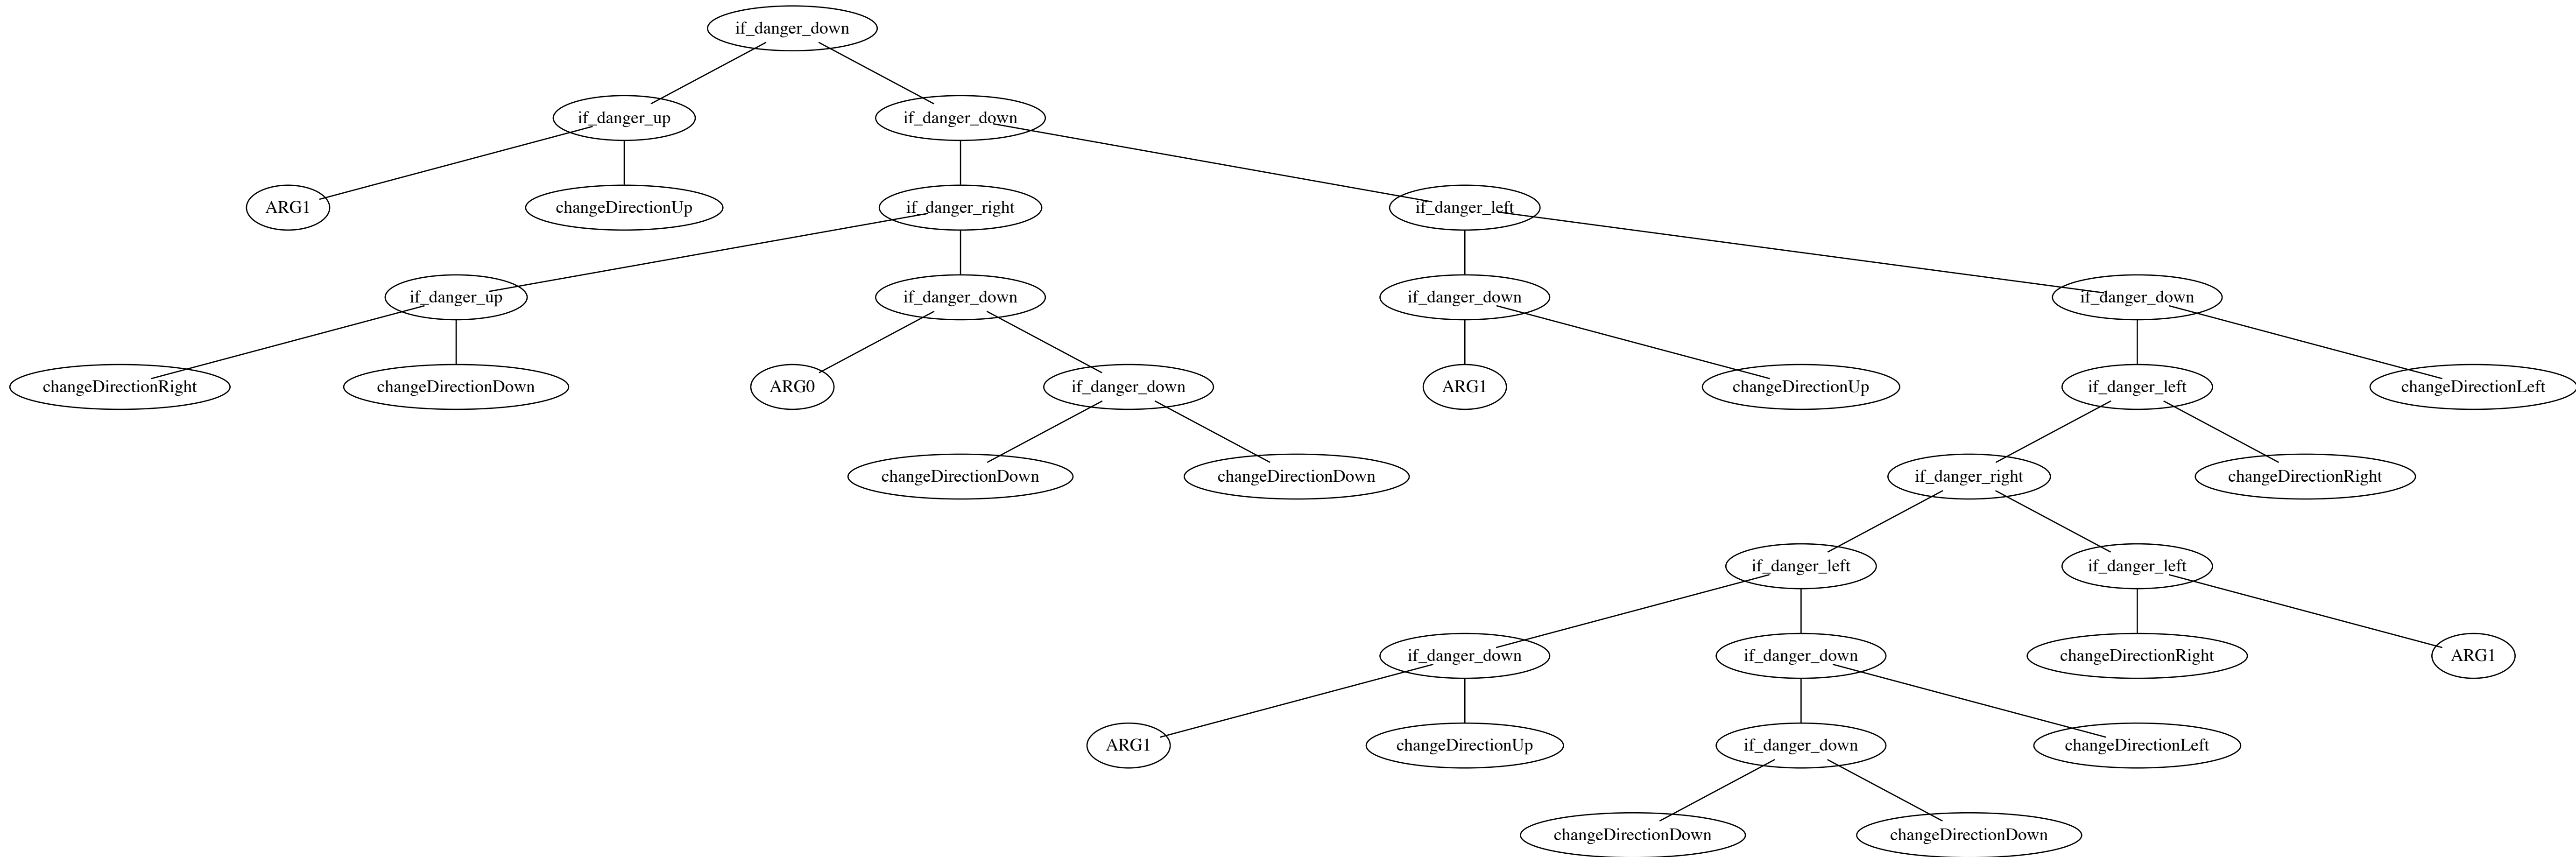 if_danger_down
if_danger_up
if_danger_down
ARG1
changeDirectionUp
if_danger_right
if_danger_left
if_danger_up
if_danger_down
if_danger_down
if_danger_down
changeDirectionRight
changeDirectionDown
ARG0
if_danger_down
ARG1
changeDirectionUp
if_danger_left
changeDirectionLeft
changeDirectionDown
changeDirectionDown
if_danger_right
changeDirectionRight
if_danger_left
if_danger_left
if_danger_down
if_danger_down
changeDirectionRight
ARG1
ARG1
changeDirectionUp
if_danger_down
changeDirectionLeft
changeDirectionDown
changeDirectionDown